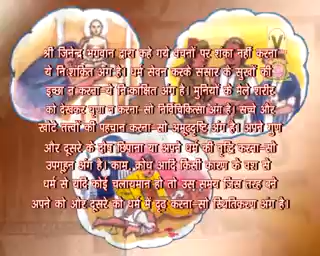 श्री जिनेन्द्र भगवान द्वारा कहे गये वचनों पर शंका नहीं करना
ये निःशंकित अंग है। धर्म सेवन करके संसार के सुखों की
इच्छा न करना-ये निःकांक्षित अंग है। मुनियों के मैले शरीर
को देखकर घृणा न करना-सो निर्विचिकित्सा अंग है। सच्चे और
खोटे तत्त्वों की पहचान करना-सो अमूढ़दृष्टि अंग है। अपने गुण
और दूसरे के दोष छिपाना या अपने धर्म की वृद्धि करना-सो
उपगूहन अंग है। काम, क्रोध आदि किसी कारण के वश से
धर्म से यदि कोई चलायमान हो तो उस समय जिस तरह बने
अपने को और दूसरे को धर्म में दृढ़ करना-सो स्थितिकरण अंग है।